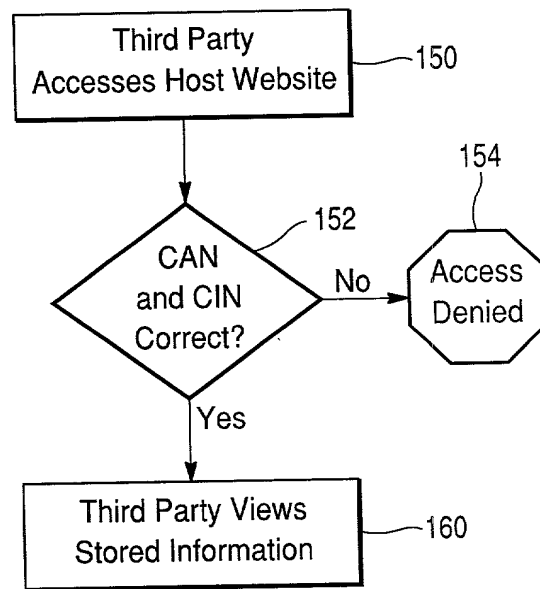 Third Party
Accesses Host Website
150
152
154
CAN
and CIN
Correct?
No
Access
Denied
Yes
Third Party Views
Stored Information
160